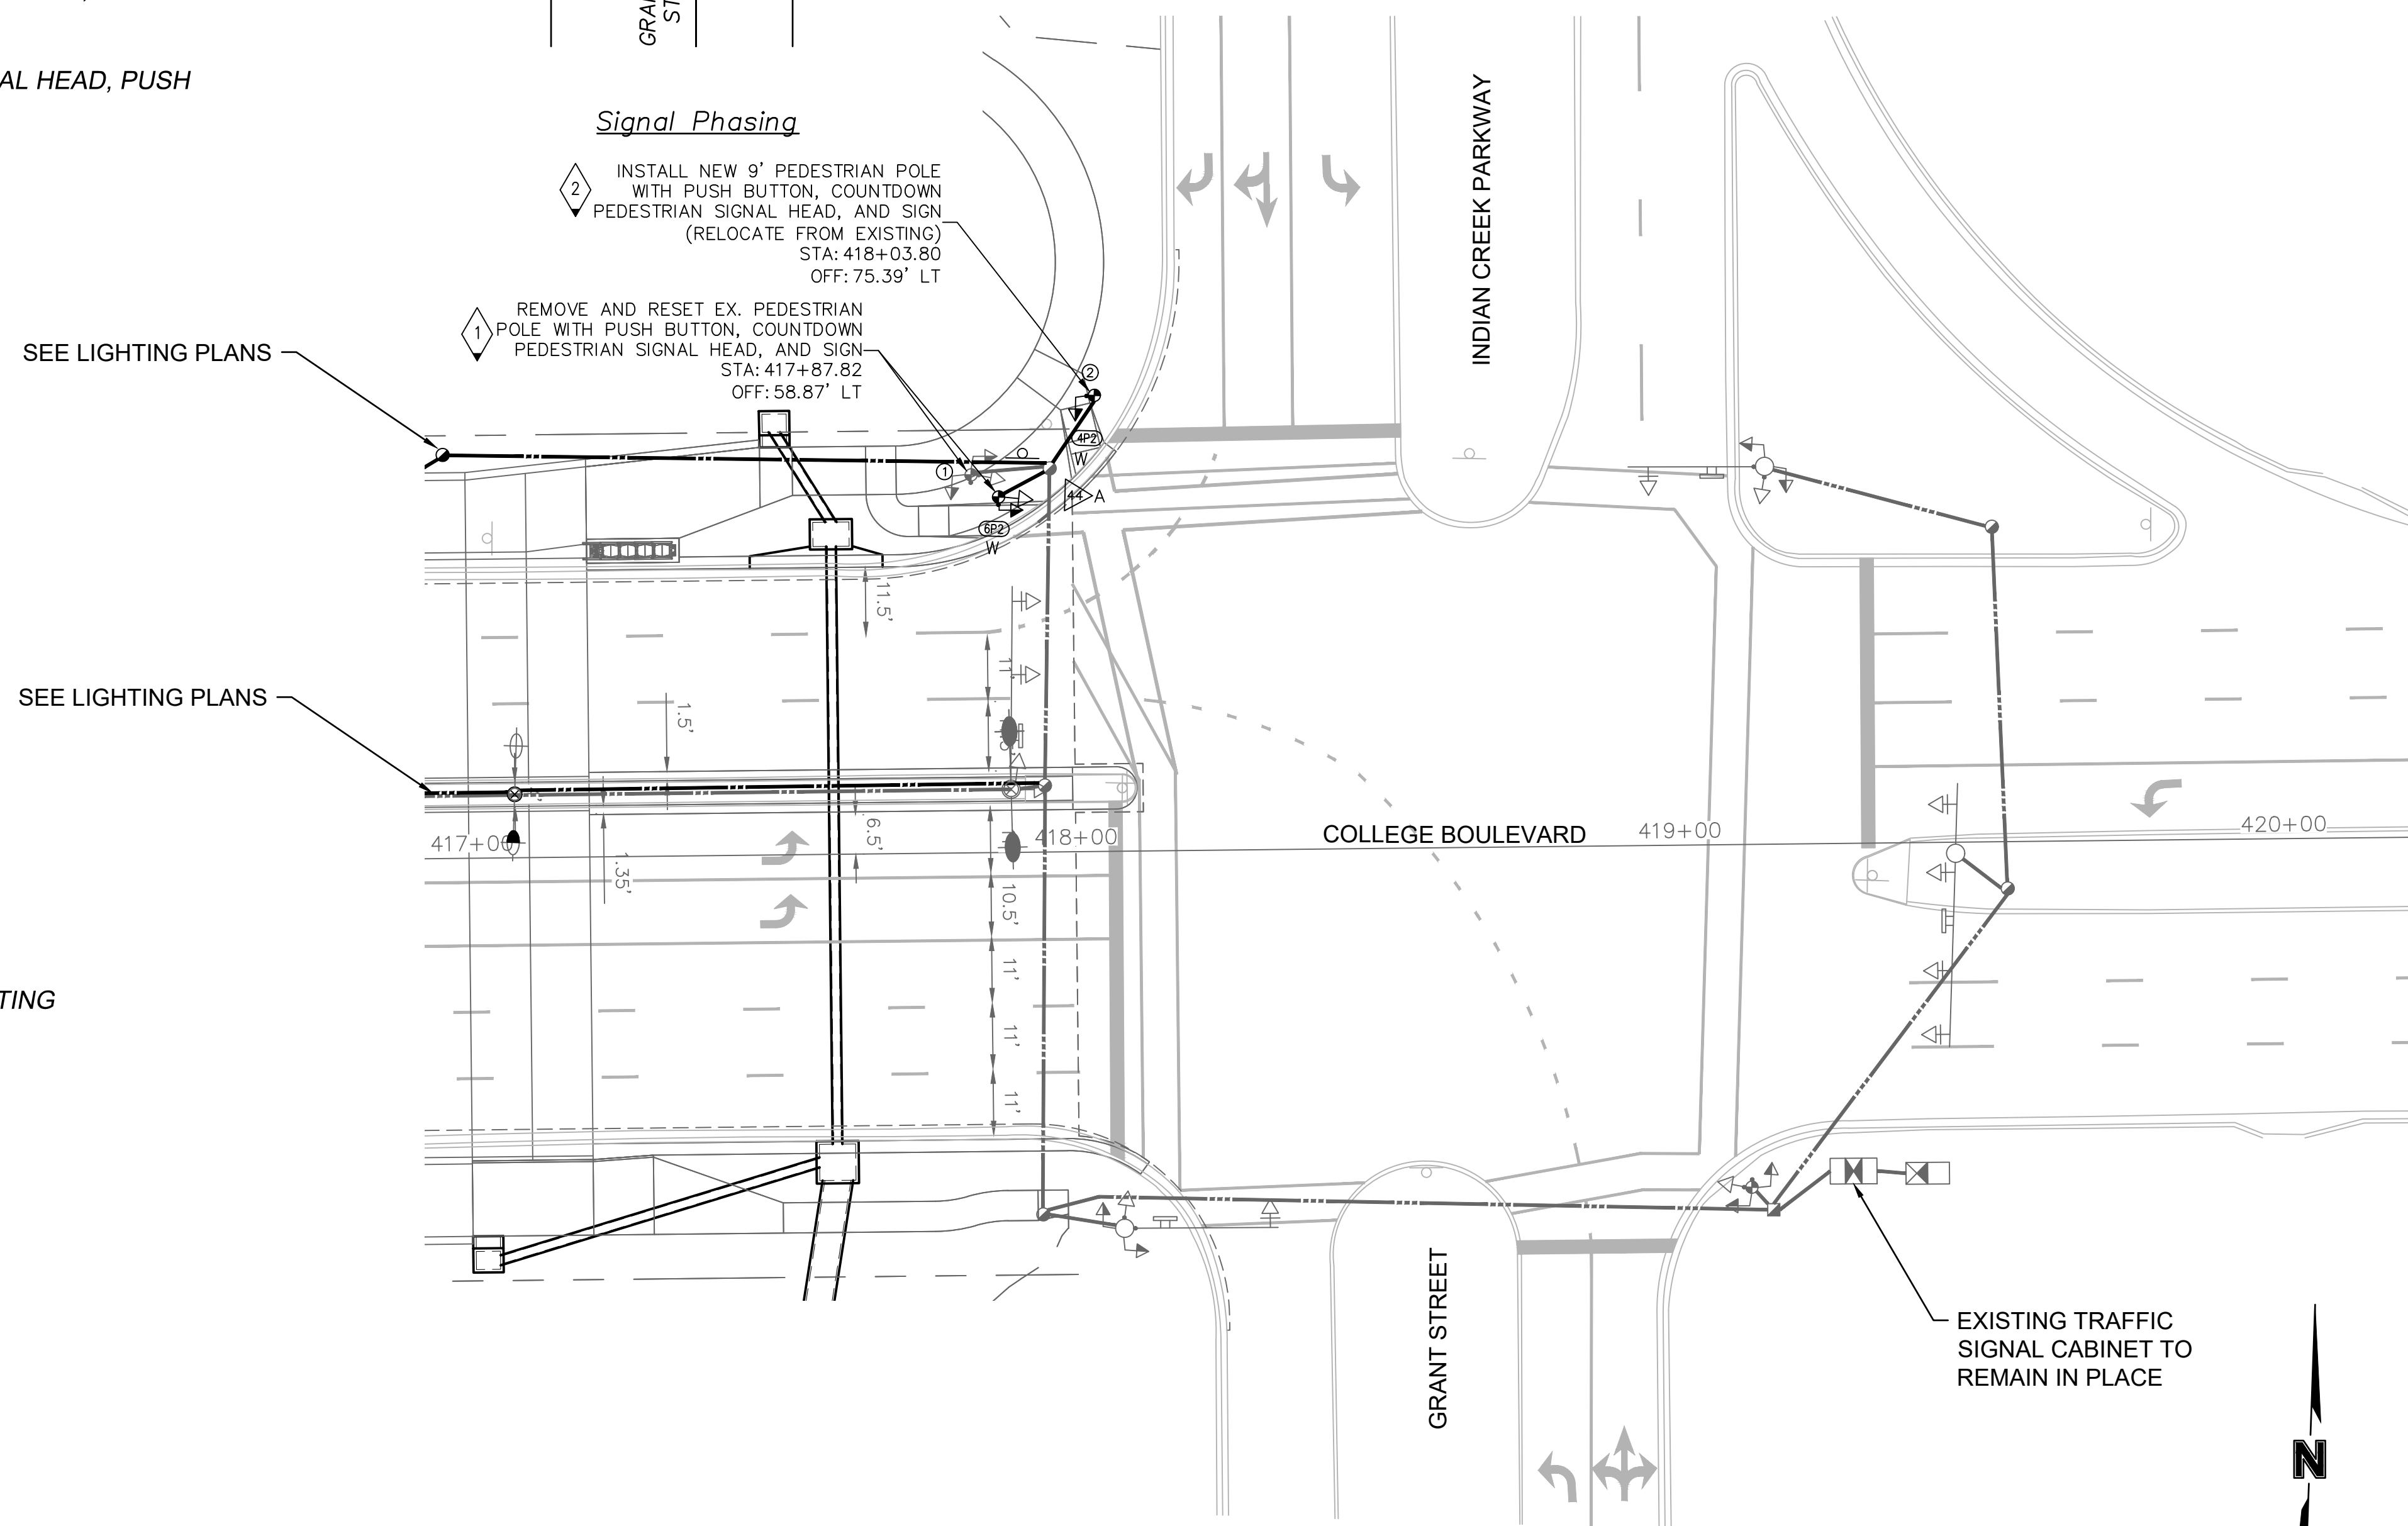 GRAN
ST
AL HEAD, PUSH
Signal Phasing
2
INSTALL NEW 9' PEDESTRIAN POLE
WITH PUSH BUTTON, COUNTDOWN
PEDESTRIAN SIGNAL HEAD, AND SIGN
(RELOCATE FROM EXISTING)
STA: 418+03.80
OFF: 75.39' LT
1
REMOVE AND RESET EX. PEDESTRIAN
POLE WITH PUSH BUTTON, COUNTDOWN
PEDESTRIAN SIGNAL HEAD, AND SIGN
STA: 417+87.82
OFF: 58.87' LT
SEE LIGHTING PLANS
INDIAN CREEK PARKWAY
2
4P2
W
1
44
A
6P2
W
11.5'
11'
SEE LIGHTING PLANS
1.5'
417+00
6.5'
418+00
COLLEGE BOULEVARD
419+00
420+00
.35'
10.5'
11'
11'
11'
TING
GRANT STREET
EXISTING TRAFFIC
SIGNAL CABINET TO
REMAIN IN PLACE
N